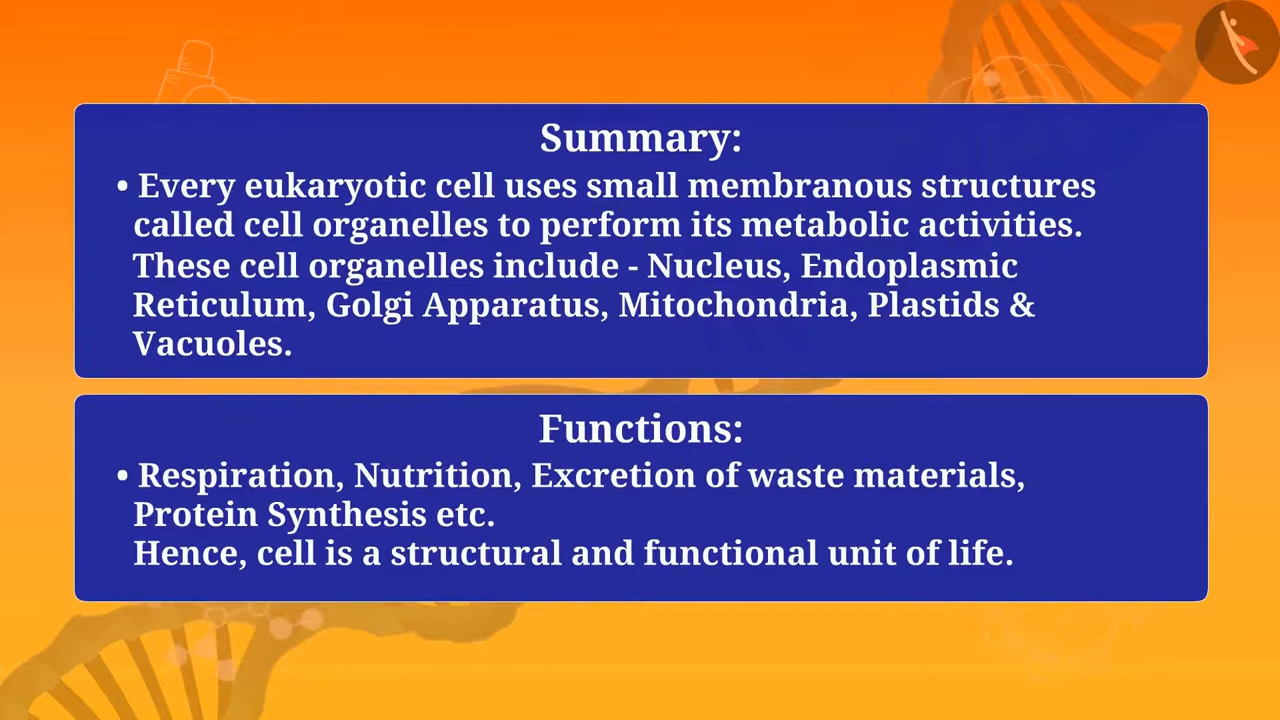 Summary:
• Every eukaryotic cell uses small membranous structures
called cell organelles to perform its metabolic activities.
These cell organelles include - Nucleus, Endoplasmic
Reticulum, Golgi Apparatus, Mitochondria, Plastids &
Vacuoles.
Functions:
• Respiration, Nutrition, Excretion of waste materials,
Protein Synthesis etc.
Hence, cell is a structural and functional unit of life.